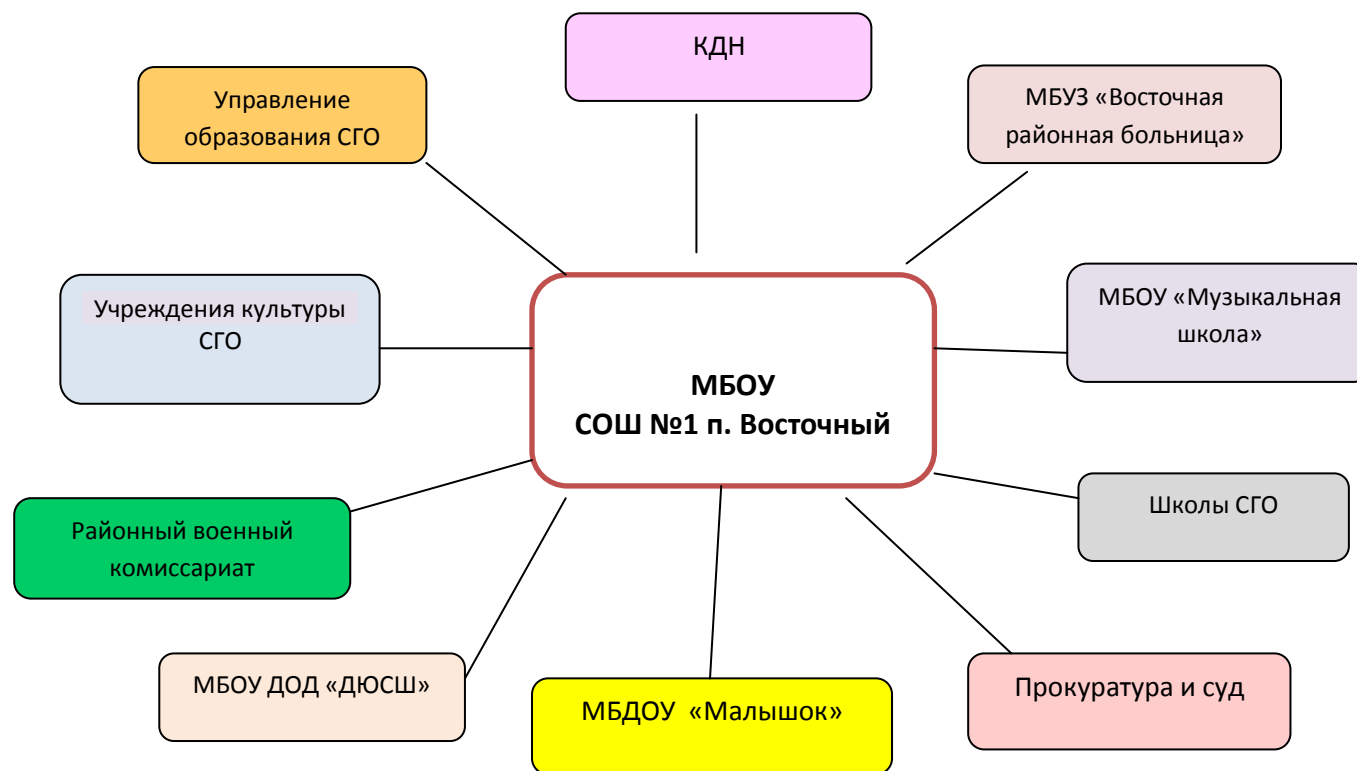 КДН
Управление
образования СГО
МБУЗ «Восточная
районная больница»
Учреждения культуры
СГО
МБОУ «Музыкальная
школа»
МБОУ
СОШ №1 п. Восточный
Районный военный
комиссариат
Школы СГО
МБОУ ДОД «ДЮСШ»
МБДОУ «Малышок»
Прокуратура и суд